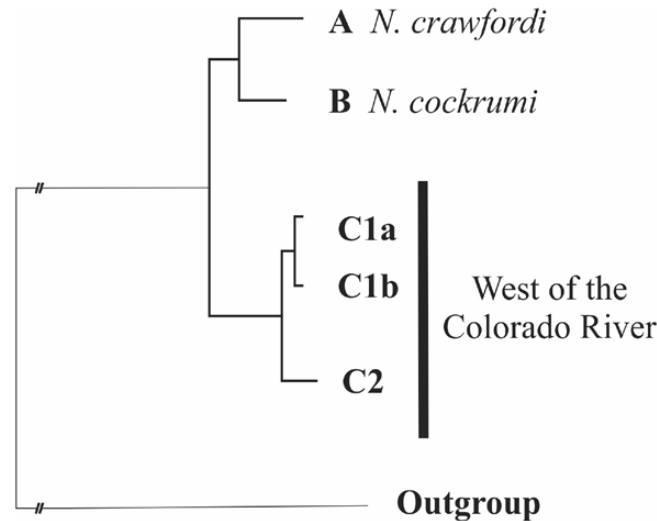 A N. crawfordi
B N. cockrumi
C1a
C1b
West of the
Colorado River
C2
Outgroup